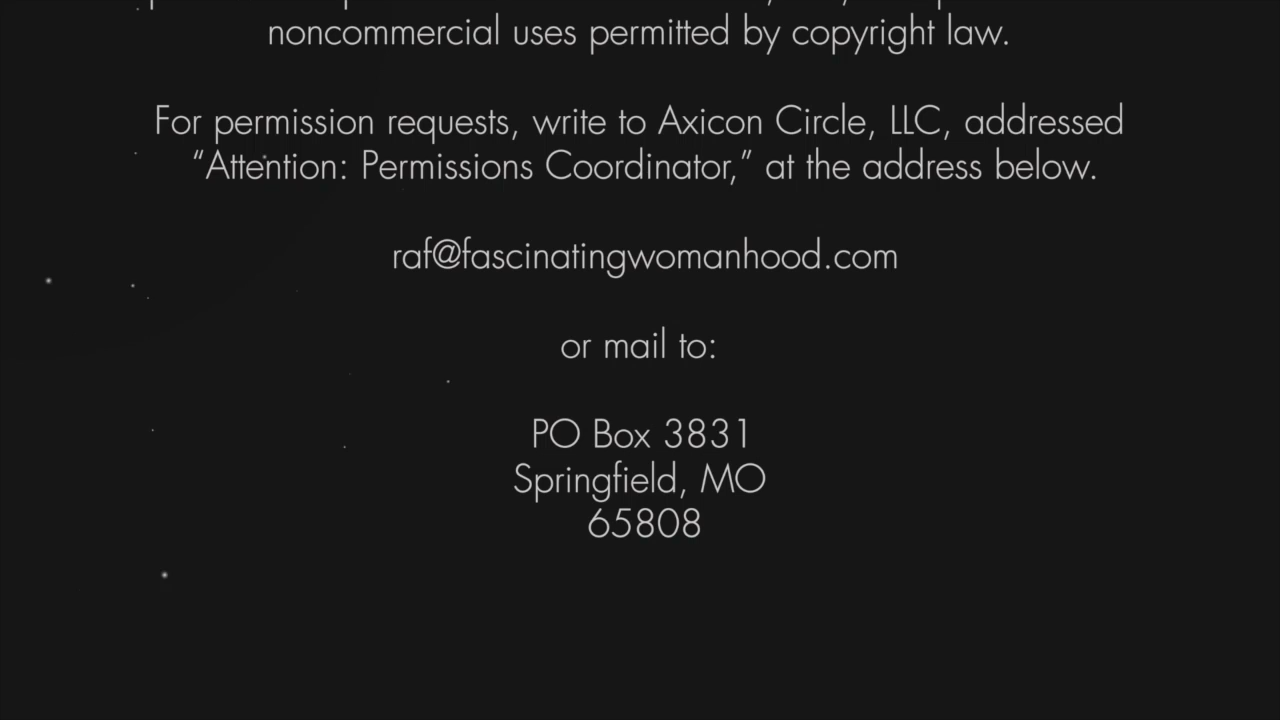 noncommercial uses permitted by copyright law.
For permission requests, write to Axicon Circle, LLC, addressed
“Attention: Permissions Coordinator,” at the address below.
raf@fascinatingwomanhood.com
or mail to:
PO Box 3831
Springfield, MO
65808